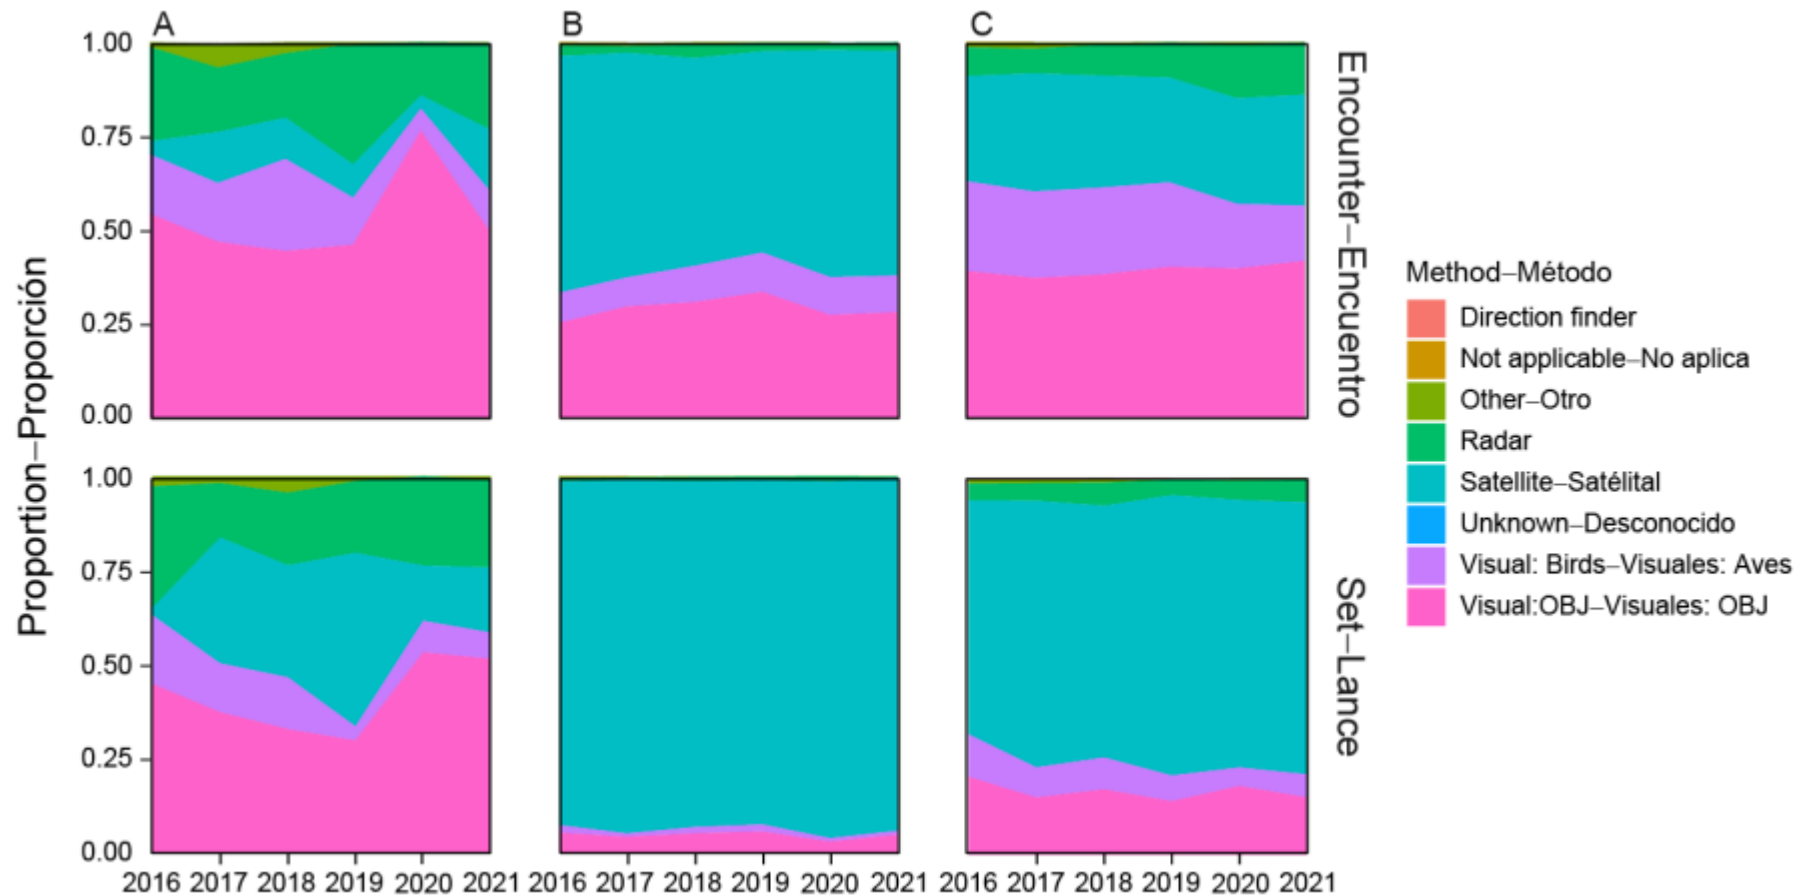 A B C
Proportion–Proporción
1.00
0.75
0.50
0.25
0.00
Encounter–Encuentro
1.00
0.75
0.50
0.25
0.00
Set–Lance
2016 2017 2018 2019 2020 2021 2016 2017 2018 2019 2020 2021 2016 2017 2018 2019 2020 2021
Method–Método
Direction finder
Not applicable–No aplica
Other–Otro
Radar
Satellite–Satélital
Unknown–Desconocido
Visual: Birds–Visuales: Aves
Visual:OBJ–Visuales: OBJ